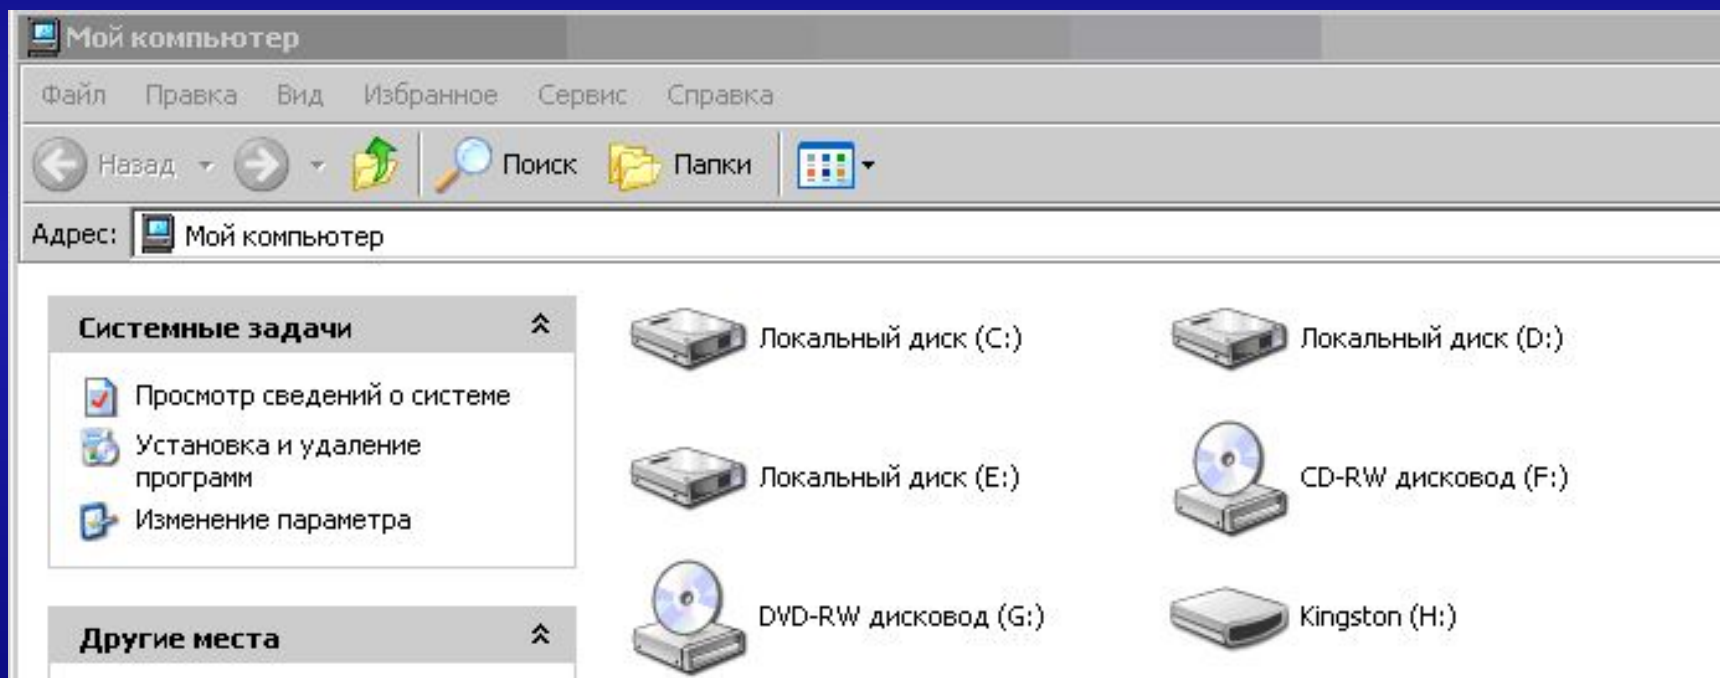 Мой компьютер
Файл Правка Вид Избранное Сервис Справка
Назад Поиск Папки
Адрес: Мой компьютер
Системные задачи
Просмотр сведений о системе
Установка и удаление
программ
Изменение параметра
Другие места
Локальный диск (C:) Локальный диск (D:)
Локальный диск (E:) CD-RW дисковод (F:)
DVD-RW дисковод (G:) Kingston (H:)